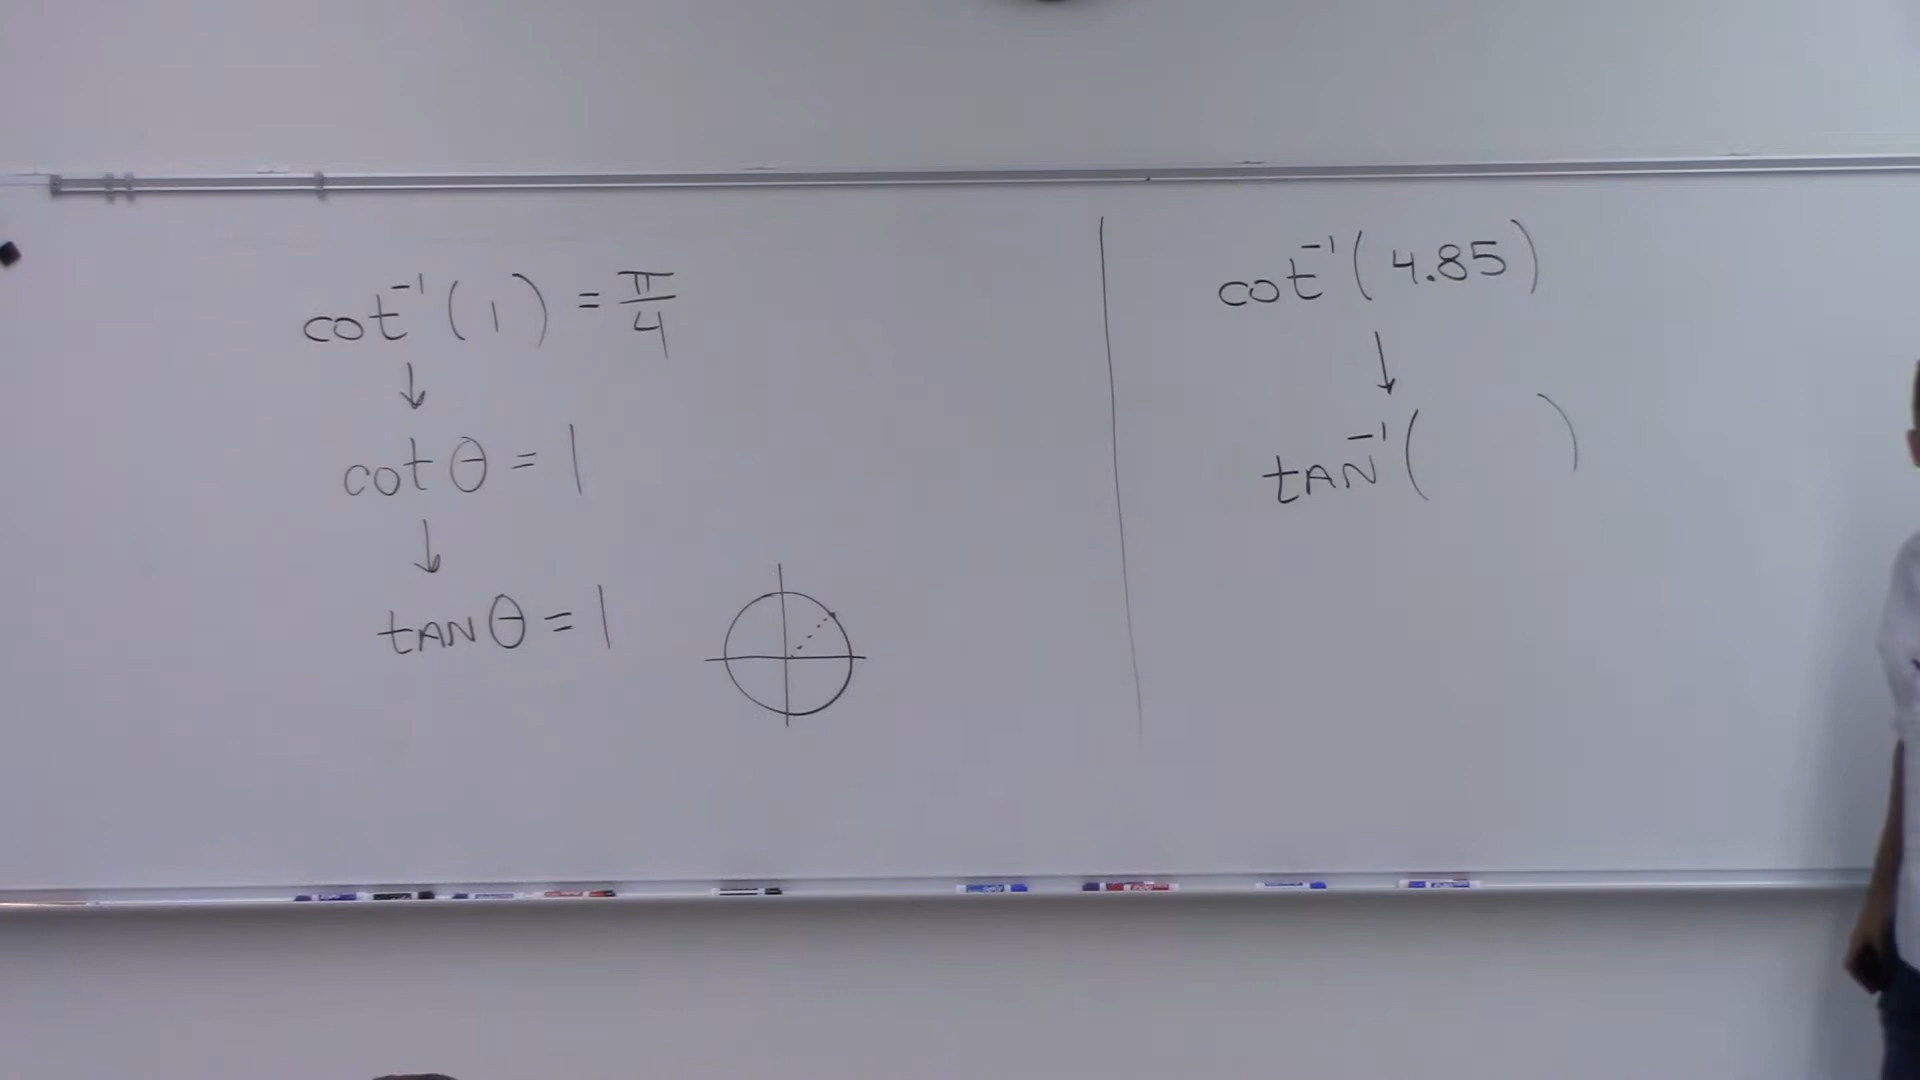 cot⁻¹(1) = π/4
↓
cot θ = 1
↓
tAN θ = 1
cot⁻¹(4.85)
↓
tAN⁻¹(    )